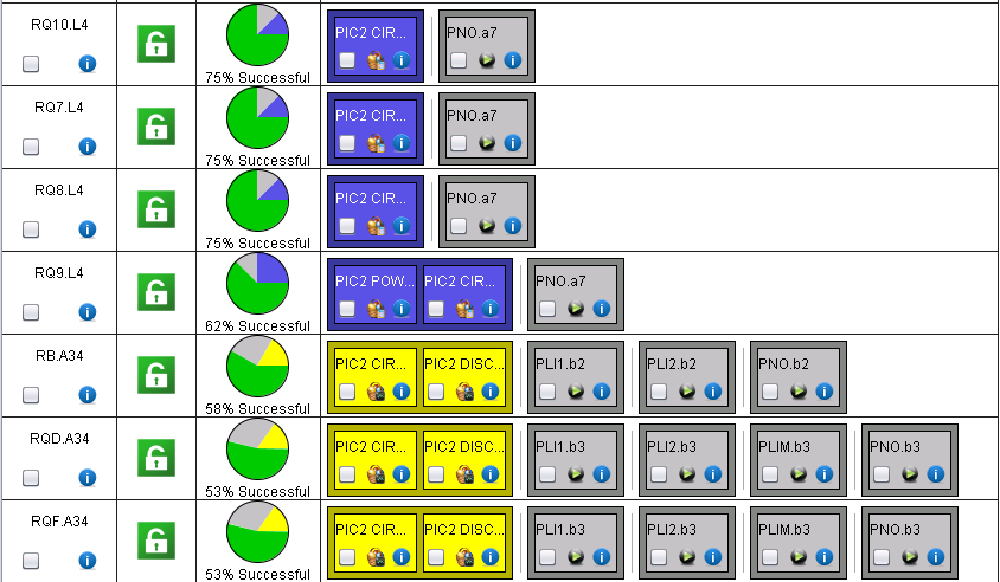 RQ10.L4
75% Successful
PIC2 CIR...
PNO.a7
RQ7.L4
75% Successful
PIC2 CIR...
PNO.a7
RQ8.L4
75% Successful
PIC2 CIR...
PNO.a7
RQ9.L4
62% Successful
PIC2 POW...
PIC2 CIR...
PNO.a7
RB.A34
58% Successful
PIC2 CIR...
PIC2 DISC...
PLI1.b2
PLI2.b2
PNO.b2
RQD.A34
53% Successful
PIC2 CIR...
PIC2 DISC...
PLI1.b3
PLI2.b3
PLIM.b3
PNO.b3
RQF.A34
53% Successful
PIC2 CIR...
PIC2 DISC...
PLI1.b3
PLI2.b3
PLIM.b3
PNO.b3